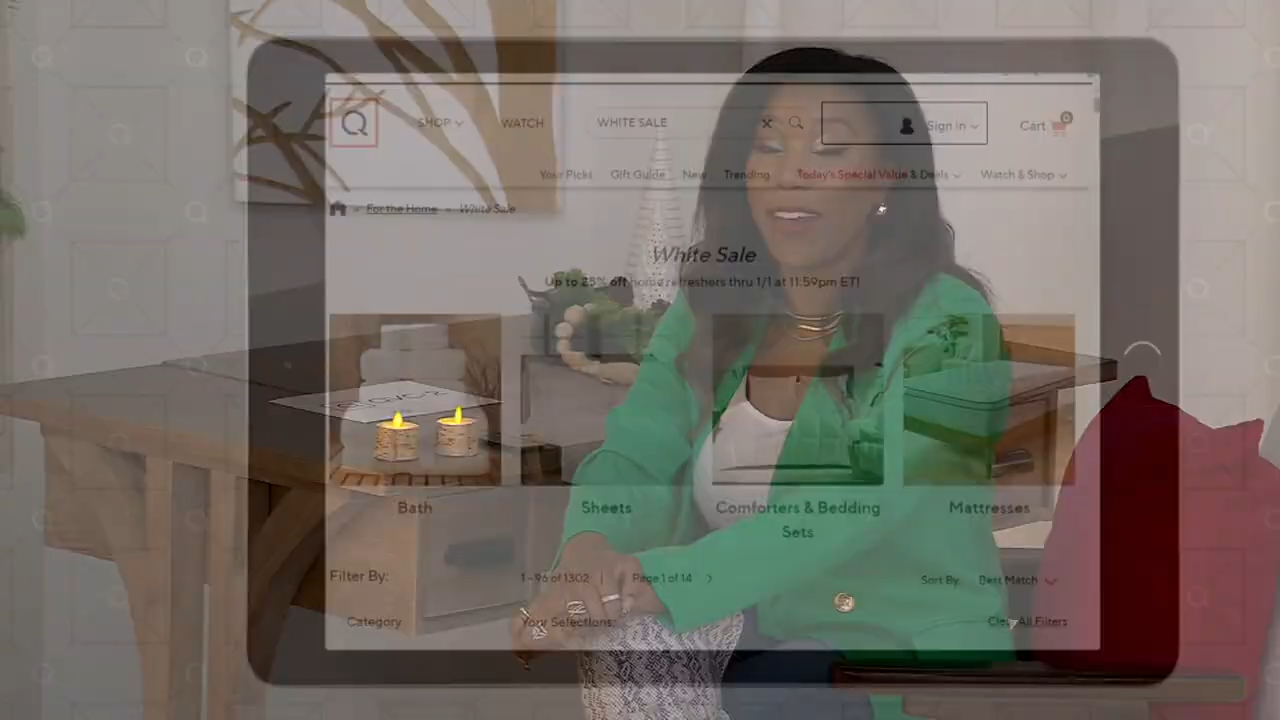 Q SHOP WATCH WHITE SALE Sign in Cart 0
Your Picks Gift Guide New Trending Today's Special Value & Deals Watch & Shop
For the Home White Sale
White Sale
Up to 25% off home refreshers thru 1/1 at 11:59pm ET!
Bath Sheets Comforters & Bedding Sets Mattresses
Filter By: 1 - 96 of 1302 | Page 1 of 14 Sort By Best Match
Category Your Selections: Clear All Filters